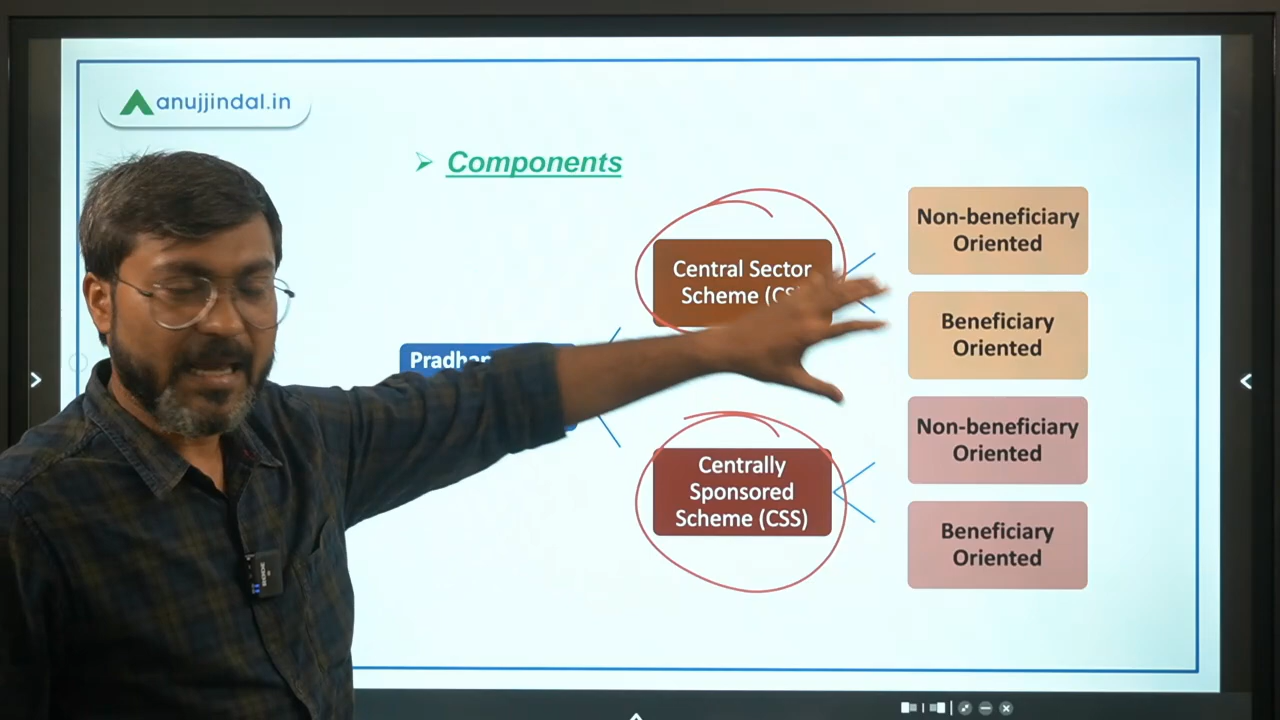 anujjindal.in
Components
Non-beneficiary
Oriented
Central Sector
Scheme (CS)
Beneficiary
Oriented
Non-beneficiary
Oriented
Centrally
Sponsored
Scheme (CSS)
Beneficiary
Oriented